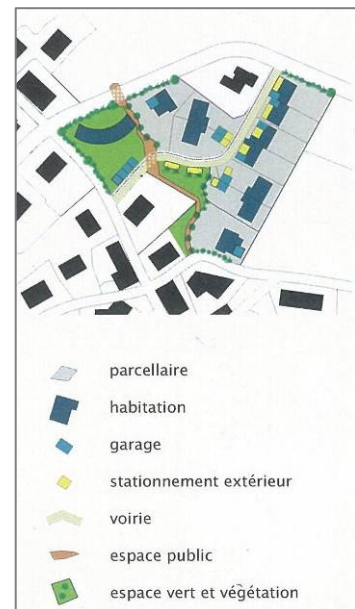 parcellaire
habitation
garage
stationnement extérieur
voirie
espace public
espace vert et végétation